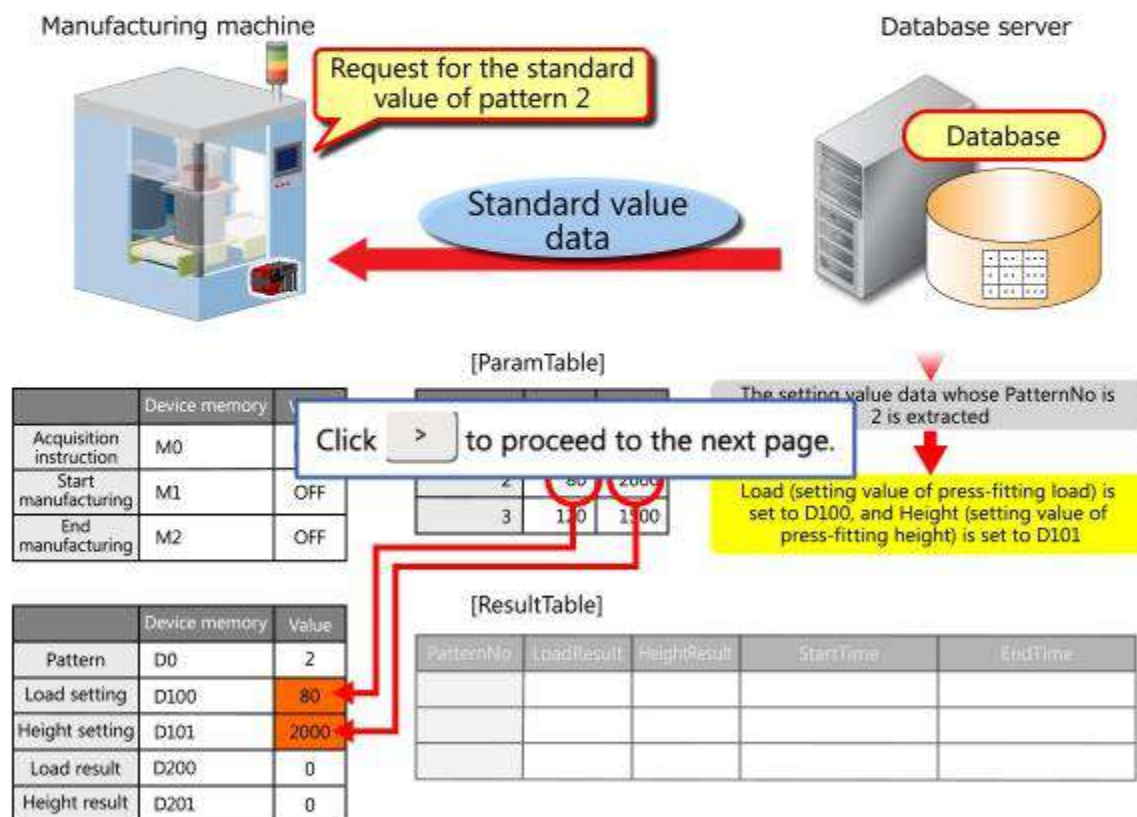 Manufacturing machine
Database server
Request for the standard
value of pattern 2
Database
Standard value
data
[ParamTable]
Device memory
The setting value data whose PatternNo is
2 is extracted
Click > to proceed to the next page.
Acquisition
instruction
M0
Start
manufacturing
M1
OFF
End
manufacturing
M2
OFF
2
80
2000
3
120
1500
Load (setting value of press-fitting load) is
set to D100, and Height (setting value of
press-fitting height) is set to D101
[ResultTable]
Device memory
Value
Pattern
D0
2
Load setting
D100
80
Height setting
D101
2000
Load result
D200
0
Height result
D201
0
PatternNo
LoadResult
HeightResult
StartTime
EndTime